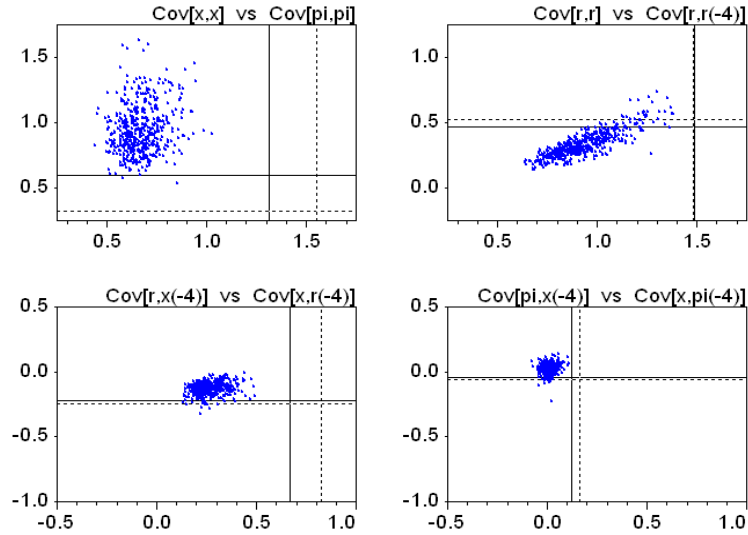 Cov[x,x] vs Cov[pi,pi]
1.5
1.0
0.5
0.5 1.0 1.5
Cov[r,r] vs Cov[r,r(-4)]
1.0
0.5
0.0
0.5 1.0 1.5
Cov[r,x(-4)] vs Cov[x,r(-4)]
0.5
0.0
-0.5
-1.0
-0.5 0.0 0.5 1.0
Cov[pi,x(-4)] vs Cov[x,pi(-4)]
0.5
0.0
-0.5
-1.0
-0.5 0.0 0.5 1.0